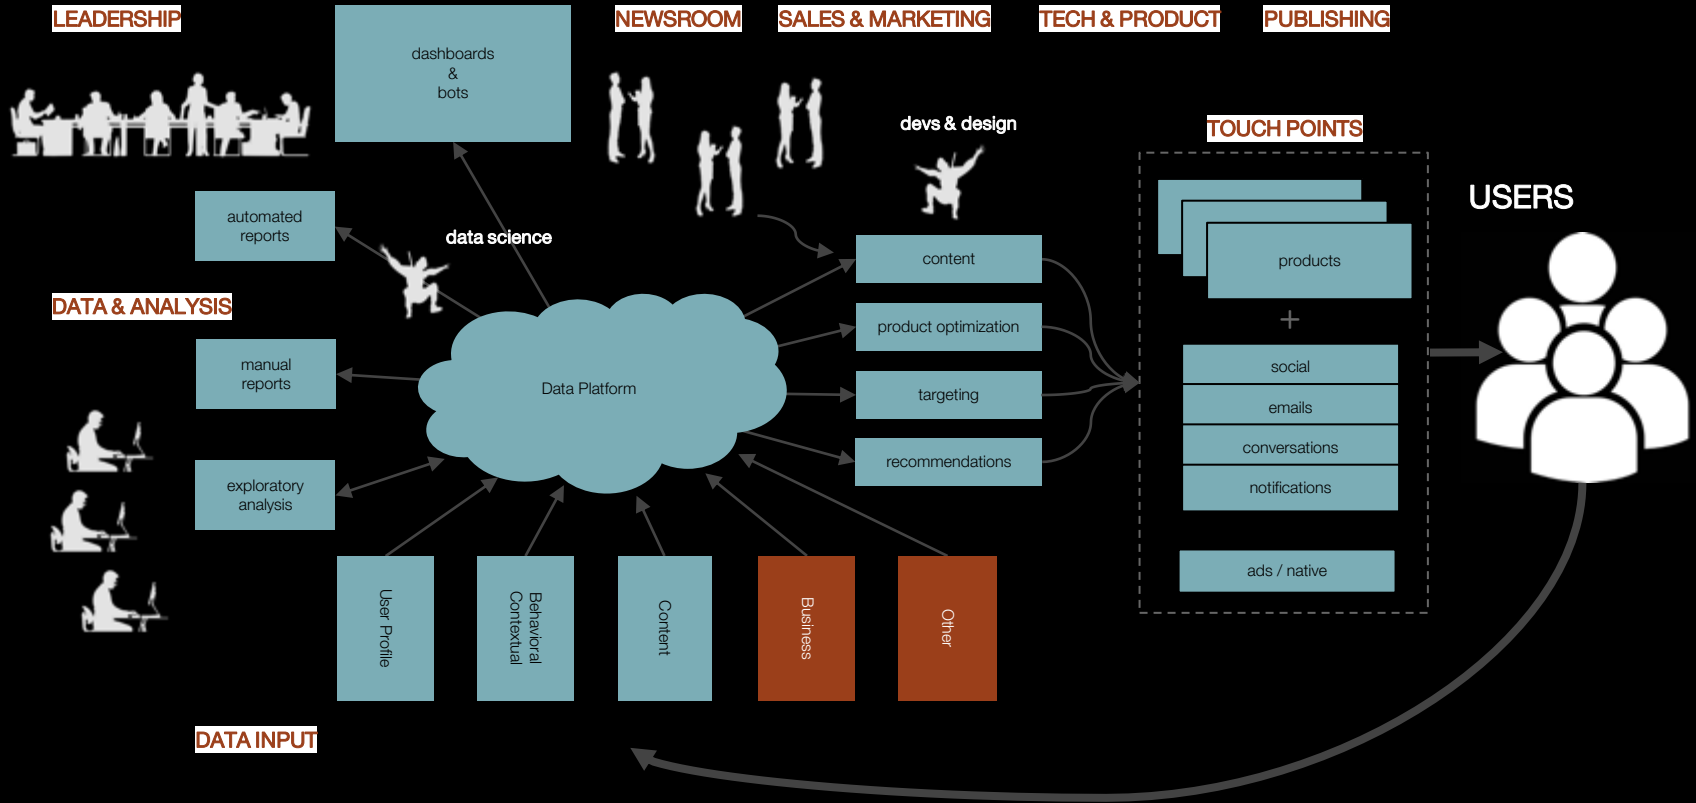 LEADERSHIP
NEWSROOM
SALES & MARKETING
TECH & PRODUCT
PUBLISHING
dashboards
&
bots
devs & design
TOUCH POINTS
automated
reports
data science
USERS
DATA & ANALYSIS
content
products
+
product optimization
manual
reports
Data Platform
targeting
social
emails
conversations
notifications
recommendations
exploratory
analysis
ads / native
User Profile
Behavioral
Contextual
Content
Business
Other
DATA INPUT